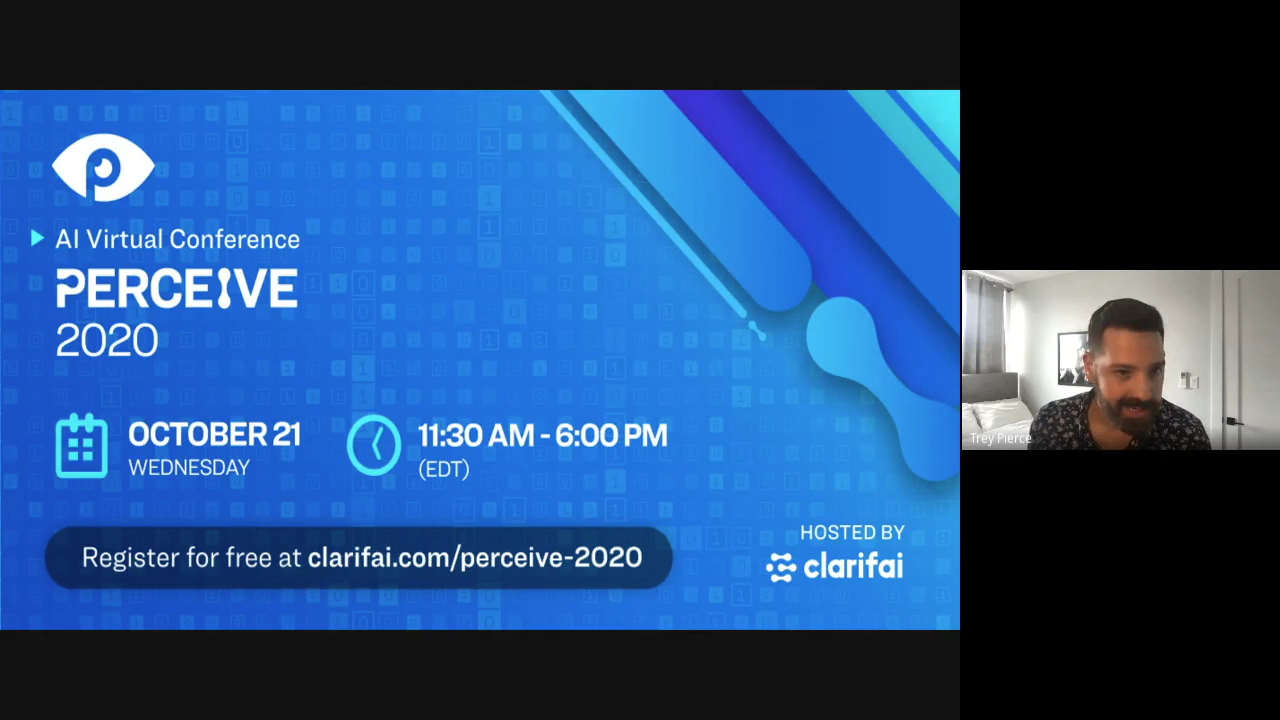 AI Virtual Conference
PERCEIVE
2020
OCTOBER 21
WEDNESDAY
11:30 AM - 6:00 PM
(EDT)
Register for free at clarifai.com/perceive-2020
HOSTED BY
clarifai
Trey Pierce